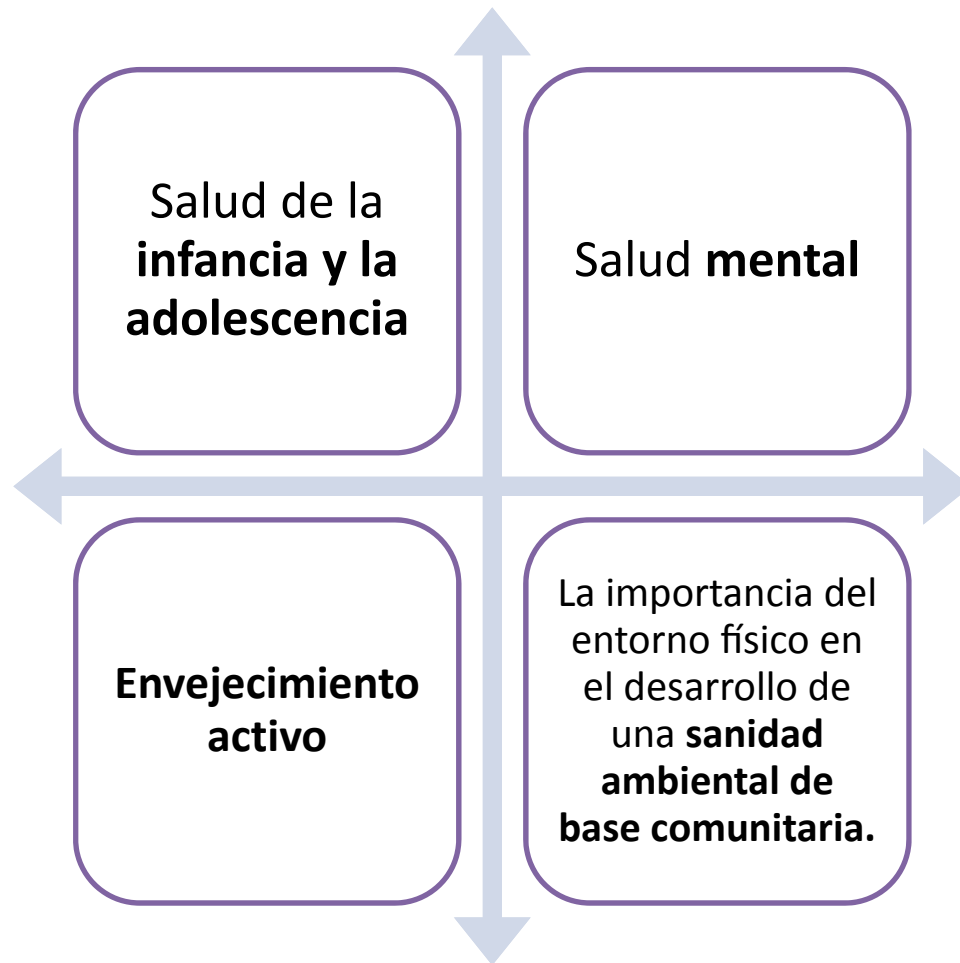 Salud de la
infancia y la
adolescencia
Salud mental
Envejecimiento
activo
La importancia del
entorno físico en
el desarrollo de
una sanidad
ambiental de
base comunitaria.